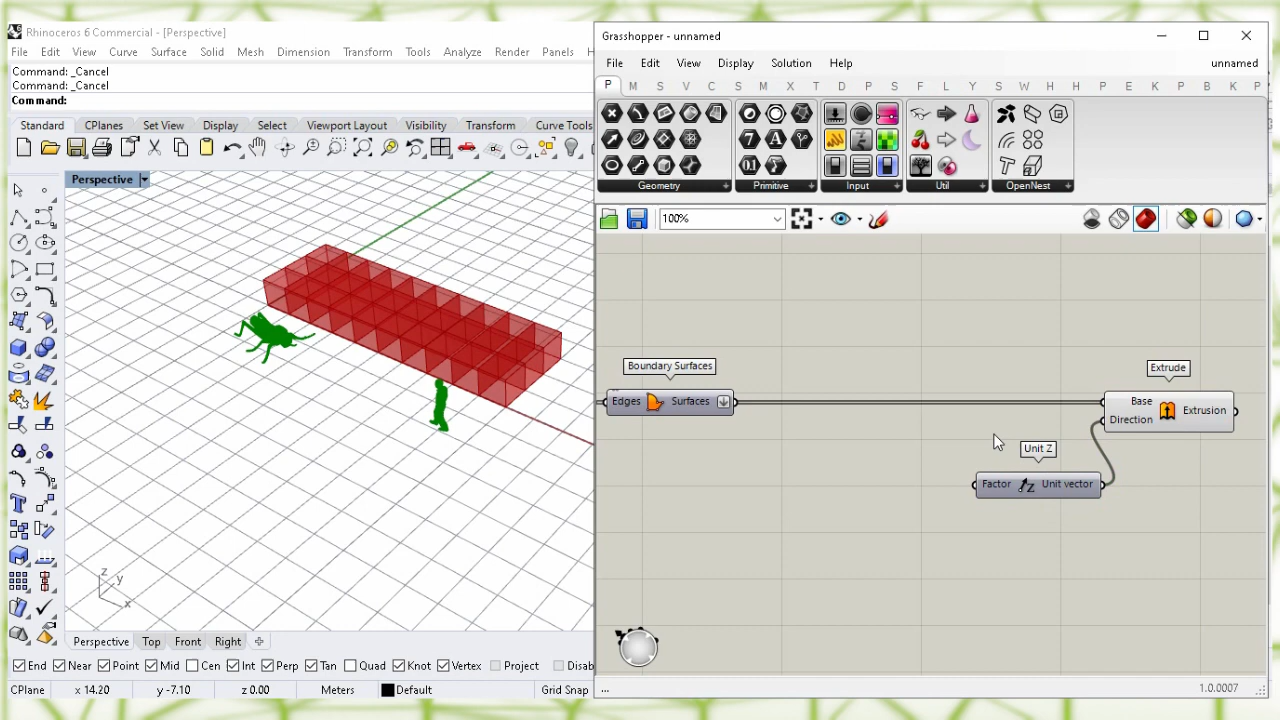 Rhinoceros 6 Commercial - [Perspective]
File Edit View Curve Surface Solid Mesh Dimension Transform Tools Analyze Render Panels
Command: _Cancel
Command: _Cancel
Command:
Standard CPlanes Set View Display Select Viewport Layout Visibility Transform Curve Tools
Perspective
z
y
x
Perspective Top Front Right
End Near Point Mid Cen Int Perp Tan Quad Knot Vertex Project Disab
CPlane x 14.20 y -7.10 z 0.00 Meters Default Grid Snap
Grasshopper - unnamed
File Edit View Display Solution Help unnamed
P M S V C S M X T D P S F L Y S W H P E K P E K P
Geometry Primitive Input Util OpenNest
100%
Boundary Surfaces
Edges Surfaces
Extrude
Base
Direction
Extrusion
Unit Z
Factor Unit vector
... 1.0.0007